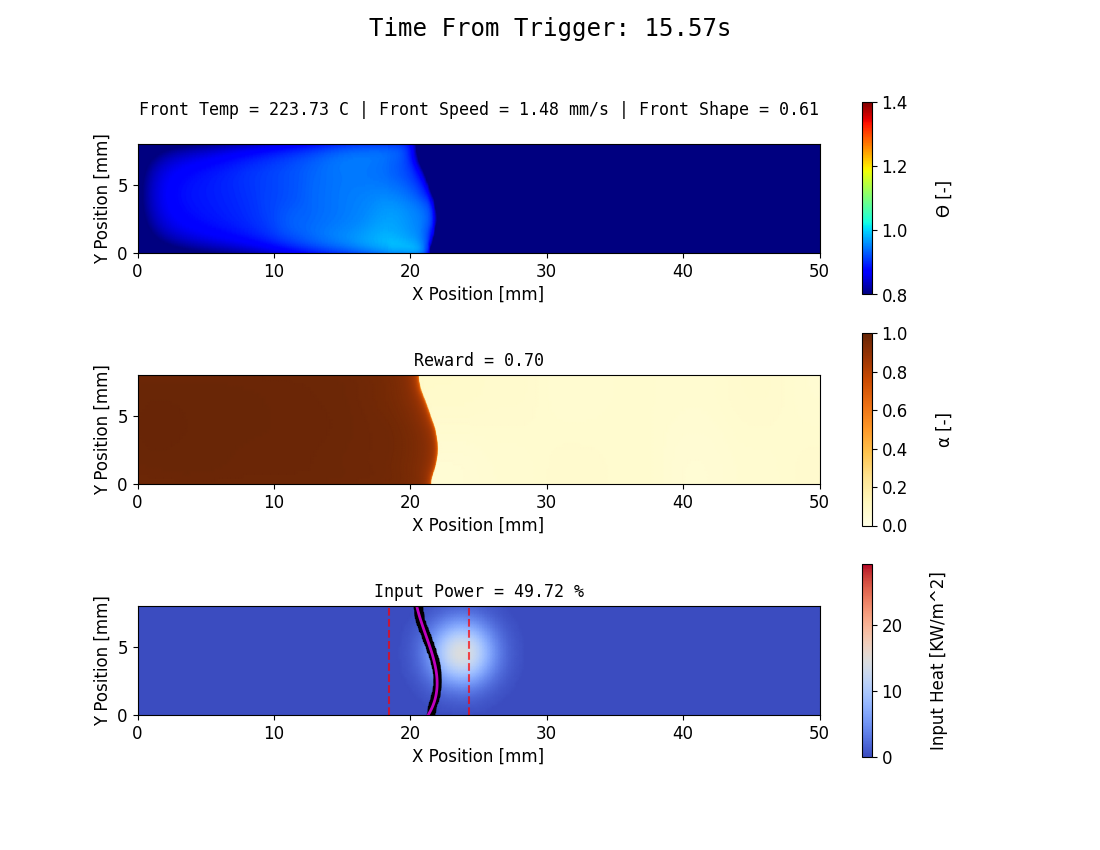 Time From Trigger: 15.57s
Front Temp = 223.73 C | Front Speed = 1.48 mm/s | Front Shape = 0.61
Y Position [mm]
5
0
0 10 20 30 40 50
X Position [mm]
1.4
1.2
1.0
0.8
Θ [-]
Reward = 0.70
Y Position [mm]
5
0
0 10 20 30 40 50
X Position [mm]
1.0
0.8
0.6
0.4
0.2
0.0
α [-]
Input Power = 49.72 %
Y Position [mm]
5
0
0 10 20 30 40 50
X Position [mm]
20
10
0
Input Heat [KW/m^2]